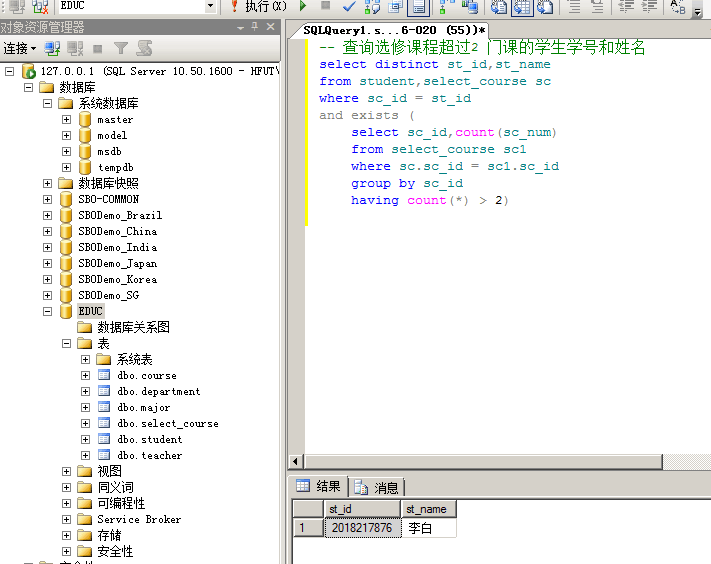 EDUC
执行(X)
对象资源管理器
连接
127.0.0.1 (SQL Server 10.50.1600 - HFUT\
数据库
系统数据库
master
model
msdb
tempdb
数据库快照
SBO-COMMON
SBODemo_Brazil
SBODemo_China
SBODemo_India
SBODemo_Japan
SBODemo_Korea
SBODemo_SG
EDUC
数据库关系图
表
系统表
dbo.course
dbo.department
dbo.major
dbo.select_course
dbo.student
dbo.teacher
视图
同义词
可编程性
Service Broker
存储
安全性
SQLQuery1.s...6-020 (55))*
-- 查询选修课程超过2 门课的学生学号和姓名
select distinct st_id,st_name
from student,select_course sc
where sc_id = st_id
and exists (
select sc_id,count(sc_num)
from select_course sc1
where sc.sc_id = sc1.sc_id
group by sc_id
having count(*) > 2)
结果
消息
st_id st_name
1 2018217876 李白